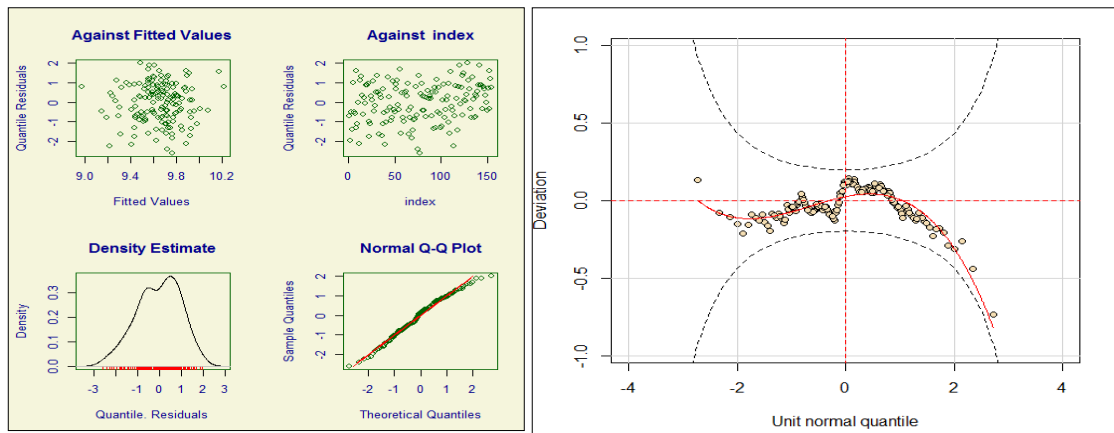 Against Fitted Values
Quantile Residuals
2
1
0
-2
9.0 9.4 9.8 10.2
Fitted Values
Against index
Quantile Residuals
2
1
0
-2
0 50 100 150
index
Density Estimate
Density
0.3
0.2
0.1
0.0
-3 -2 -1 0 1 2 3
Quantile. Residuals
Normal Q-Q Plot
Sample Quantiles
2
1
0
-1
-2
-2 -1 0 1 2
Theoretical Quantiles
Deviation
1.0
0.5
0.0
-0.5
-1.0
-4 -2 0 2 4
Unit normal quantile